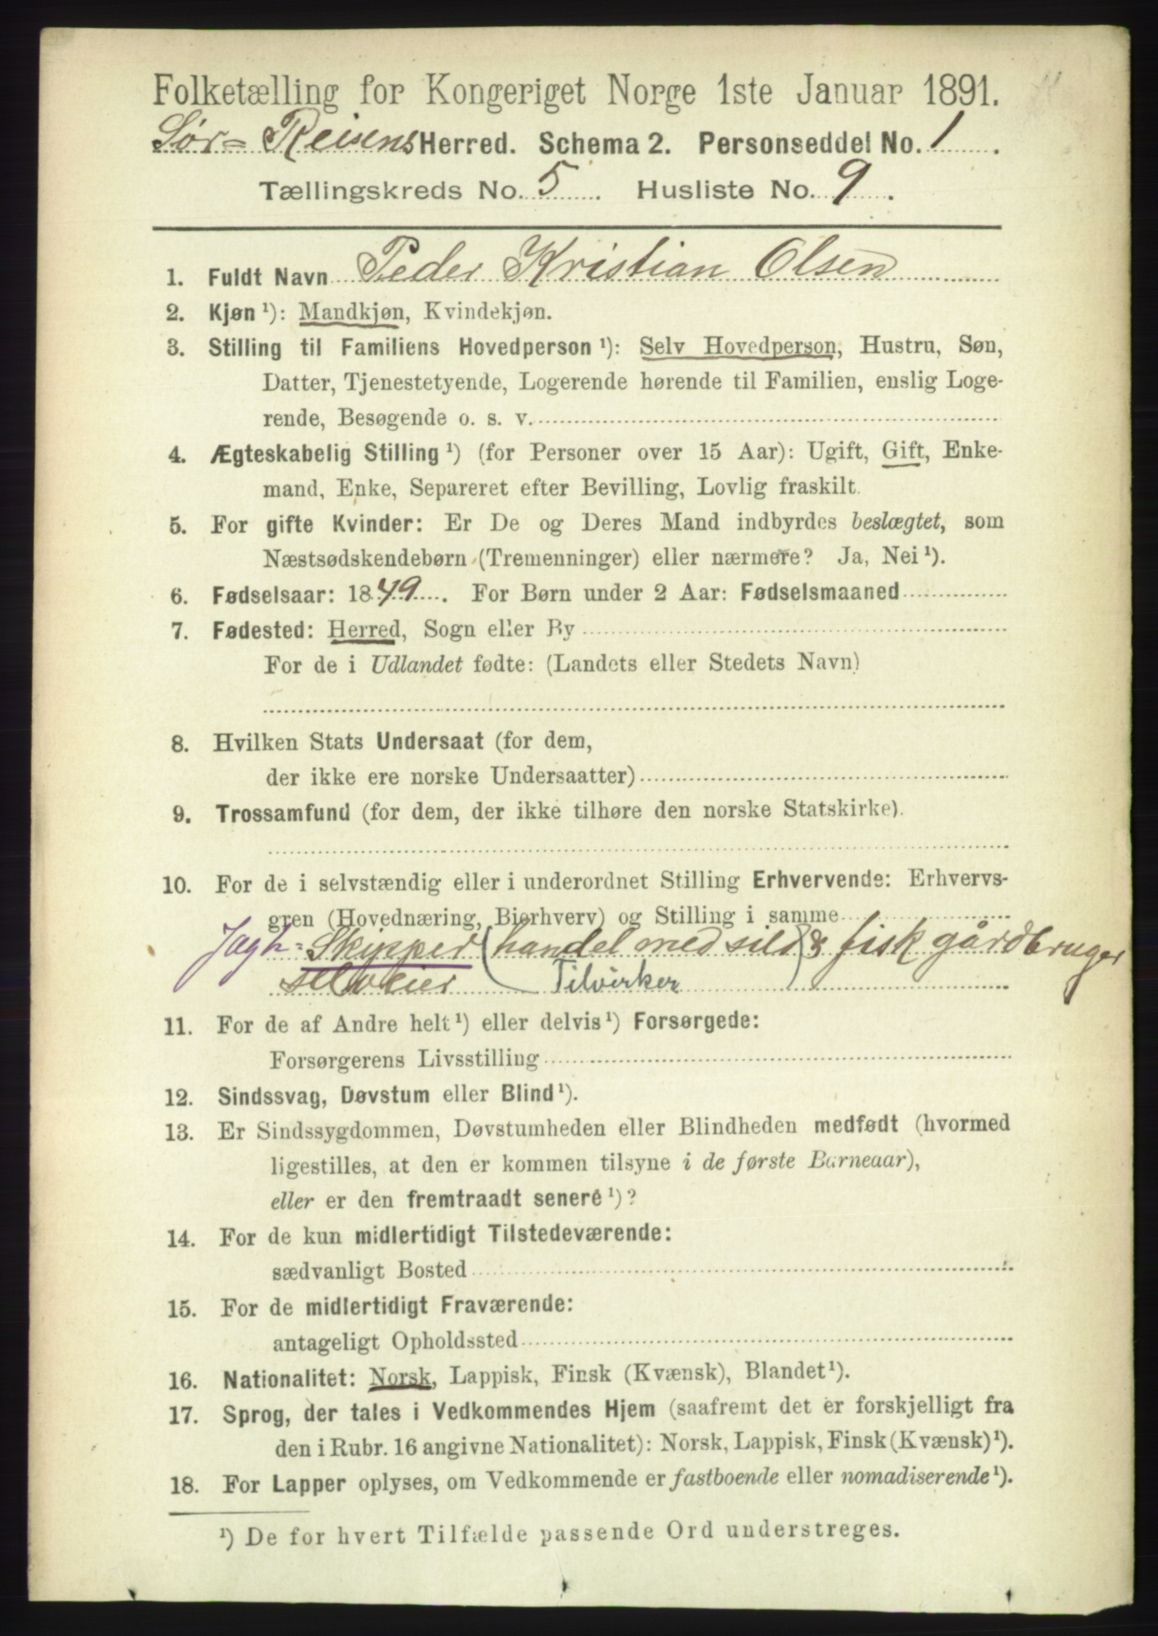 Folketælling for Kongeriget Norge 1ste Januar 1891.
Sør-Reisens Herred. Schema 2. Personseddel No. 1.
Tællingskreds No. 5. Husliste No. 9.
1. Fuldt Navn Peder Kristian Olsen
2. Kjøn ¹): Mandkjøn, Kvindekjøn.
3. Stilling til Familiens Hovedperson ¹): Selv Hovedperson, Hustru, Søn,
Datter, Tjenestetyende, Logerende hørende til Familien, enslig Loge-
rende, Besøgende o. s. v.
4. Ægteskabelig Stilling ¹) (for Personer over 15 Aar): Ugift, Gift, Enke-
mand, Enke, Separeret efter Bevilling, Lovlig fraskilt.
5. For gifte Kvinder: Er De og Deres Mand indbyrdes beslægtet, som
Næstsødskendebørn (Tremenninger) eller nærmere? Ja, Nei ¹).
6. Fødselsaar: 1849. For Børn under 2 Aar: Fødselsmaaned
7. Fødested: Herred, Sogn eller By
For de i Udlandet fødte: (Landets eller Stedets Navn)
8. Hvilken Stats Undersaat (for dem,
der ikke ere norske Undersaatter)
9. Trossamfund (for dem, der ikke tilhøre den norske Statskirke).
10. For de i selvstændig eller i underordnet Stilling Erhvervende: Erhvervs-
gren (Hovednæring, Bierhverv) og Stilling i samme
Jagt-Skipper (handel med sild & fisk gårdbruger
selveier (Tilvirker
11. For de af Andre helt ¹) eller delvis ¹) Forsørgede:
Forsørgerens Livsstilling
12. Sindssvag, Døvstum eller Blind ¹).
13. Er Sindssygdommen, Døvstumheden eller Blindheden medfødt (hvormed
ligestilles, at den er kommen tilsyne i de første Barneaar),
eller er den fremtraadt senere ¹)?
14. For de kun midlertidigt Tilstedeværende:
sædvanligt Bosted
15. For de midlertidigt Fraværende:
antageligt Opholdssted
16. Nationalitet: Norsk, Lappisk, Finsk (Kvænsk), Blandet ¹).
17. Sprog, der tales i Vedkommendes Hjem (saafremt det er forskjelligt fra
den i Rubr. 16 angivne Nationalitet): Norsk, Lappisk, Finsk (Kvænsk) ¹).
18. For Lapper oplyses, om Vedkommende er fastboende eller nomadiserende ¹).
¹) De for hvert Tilfælde passende Ord understreges.